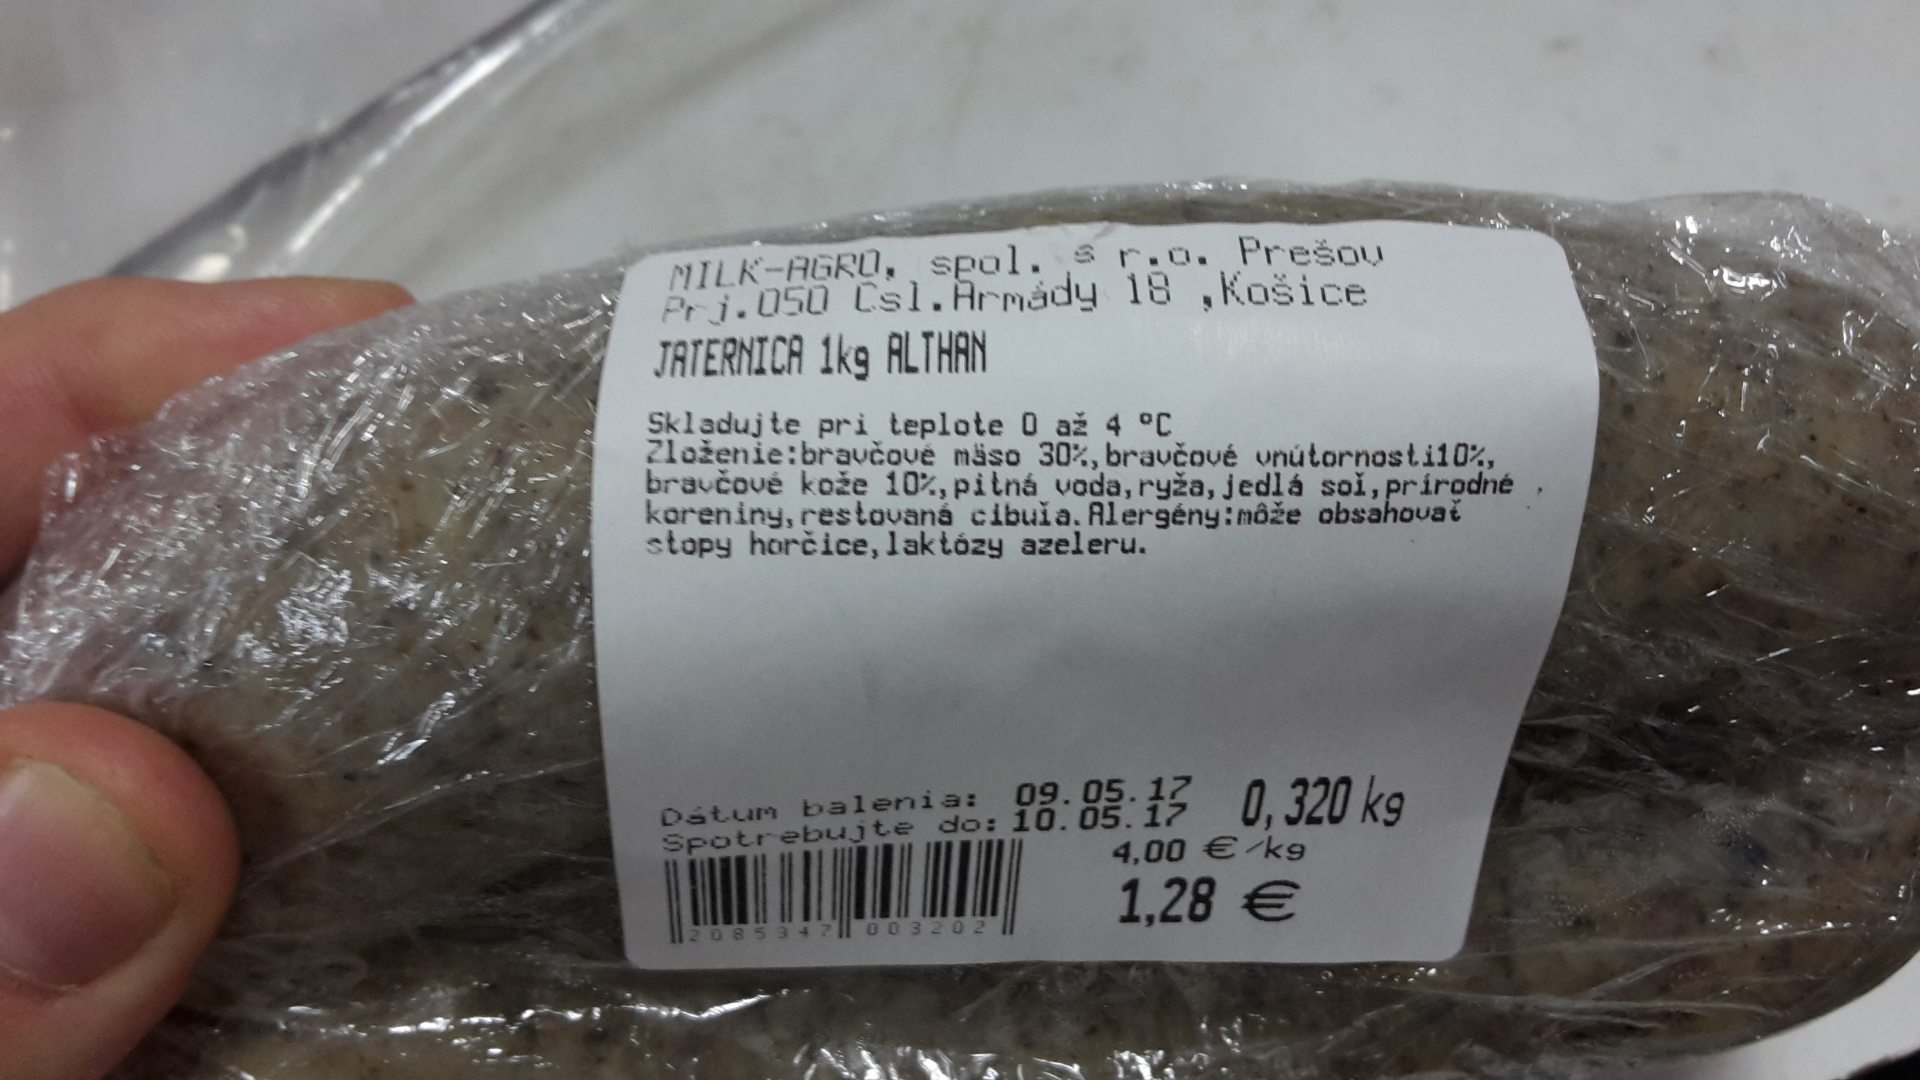 MILK-AGRO, spol. s r.o. Prešov
Prj.050 Čsl.Armády 18 ,Košice
JATERNICA 1kg ALTHAN
Skladujte pri teplote 0 až 4 °C
Zloženie:bravčové mäso 30%,bravčové vnútornosti10%,
bravčové kože 10%,pitná voda,ryža,jedlá soľ,prírodné
koreniny,restovaná cibuľa.Alergény:môže obsahovať
stopy horčice,laktózy azeleru.
Dátum balenia: 09.05.17 0,320 kg
Spotrebujte do: 10.05.17
4,00 €/kg
1,28 €
2085347 003202